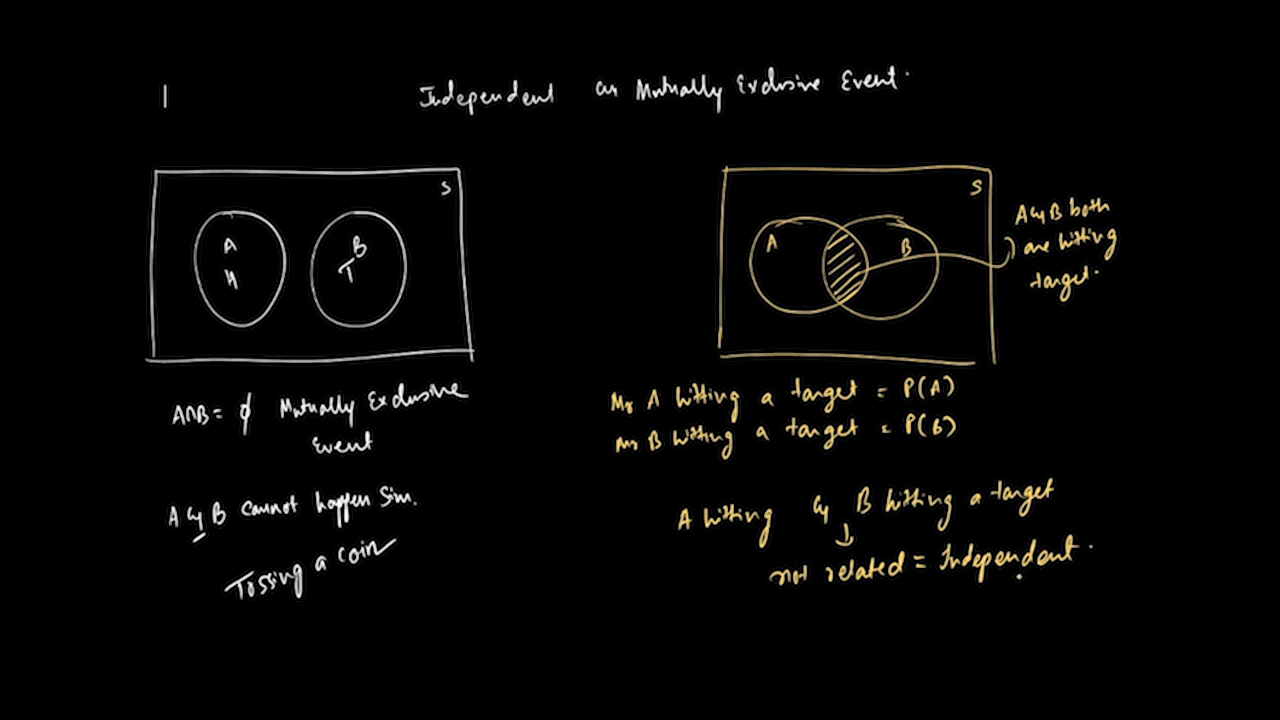 1
Independent or Mutually Exclusive Event.
S
A
H
B
T
A∩B = ϕ Mutually Exclusive
Event
A & B cannot happen Sim.
Tossing a coin
S
A
B
A & B both
are hitting
target.
Mr A hitting a target = P(A)
Mr B hitting a target = P(B)
A hitting & B hitting a target
not related = Independent.